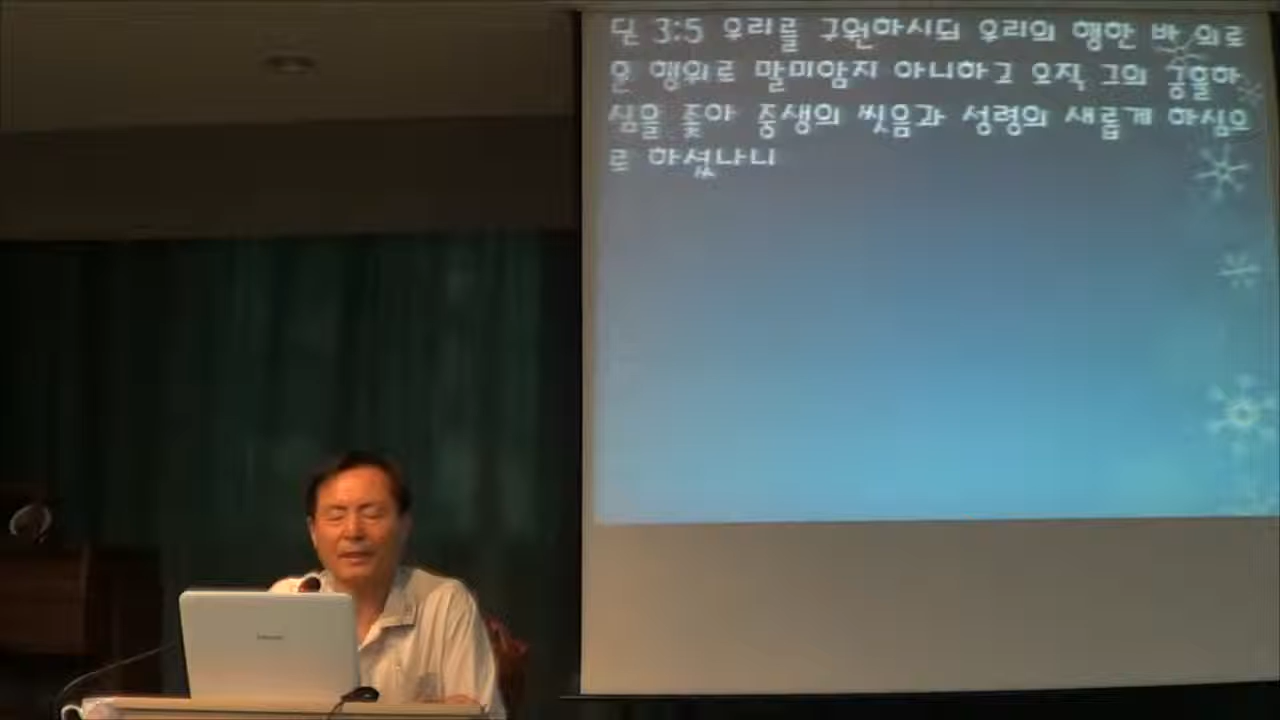 딛 3:5 우리를 구원하시되 우리의 행한 바 의로
운 행위로 말미암지 아니하고 오직 그의 긍휼하
심을 좇아 중생의 씻음과 성령의 새롭게 하심으
로 하셨나니